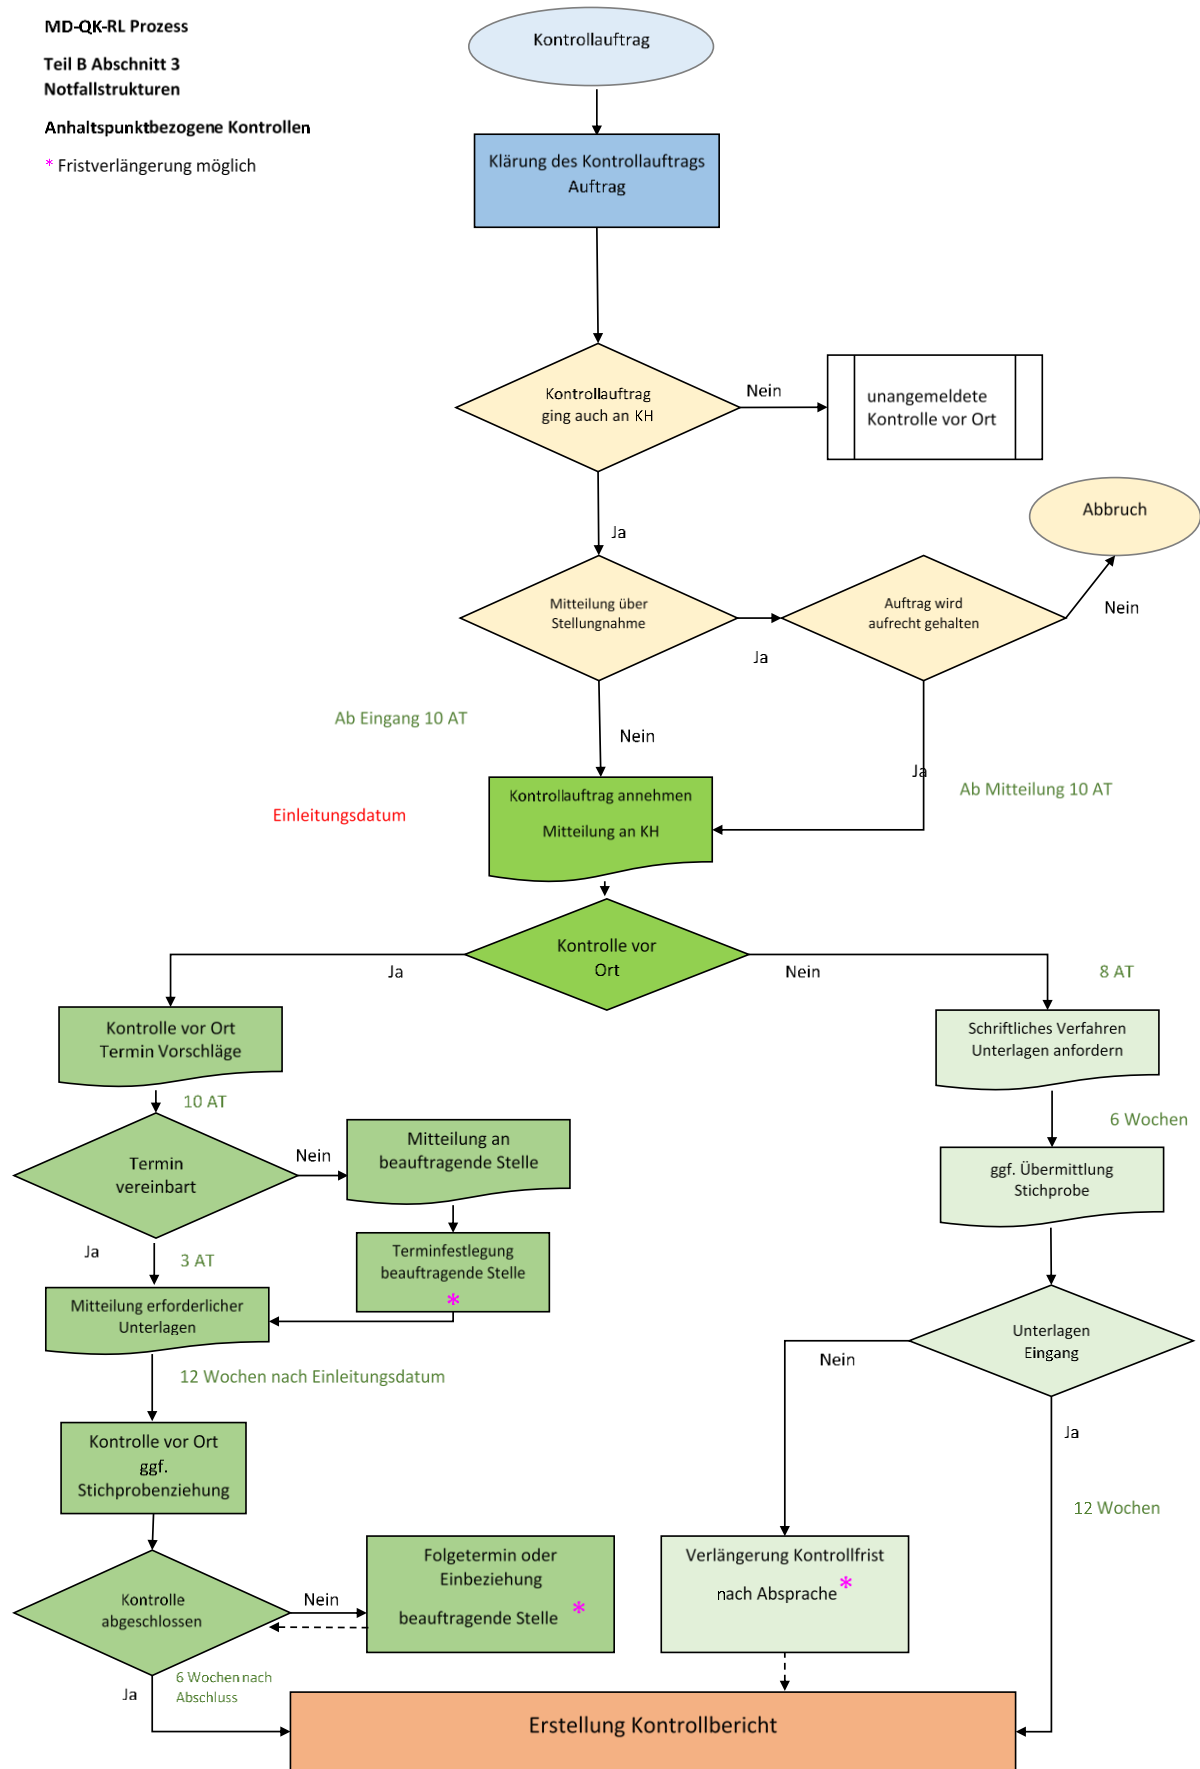 MD-QK-RL Prozess
Teil B Abschnitt 3
Notfallstrukturen
Anhaltspunktbezogene Kontrollen
* Fristverlängerung möglich
Kontrollauftrag
Klärung des Kontrollauftrags
Auftrag
Kontrollauftrag
ging auch an KH
Nein
unangemeldete
Kontrolle vor Ort
Ja
Abbruch
Mitteilung über
Stellungnahme
Ja
Auftrag wird
aufrecht gehalten
Nein
Ab Eingang 10 AT
Nein
Ja
Ab Mitteilung 10 AT
Einleitungsdatum
Kontrollauftrag annehmen
Mitteilung an KH
Kontrolle vor
Ort
Ja
Nein
8 AT
Kontrolle vor Ort
Termin Vorschläge
10 AT
Schriftliches Verfahren
Unterlagen anfordern
6 Wochen
Termin
vereinbart
Nein
Mitteilung an
beauftragende Stelle
ggf. Übermittlung
Stichprobe
Ja
3 AT
Terminfestlegung
beauftragende Stelle
*
Mitteilung erforderlicher
Unterlagen
Unterlagen
Eingang
Nein
12 Wochen nach Einleitungsdatum
Ja
Kontrolle vor Ort
ggf.
Stichprobenziehung
12 Wochen
Kontrolle
abgeschlossen
Nein
Folgetermin oder
Einbeziehung
beauftragende Stelle *
Verlängerung Kontrollfrist
nach Absprache *
Ja
6 Wochen nach
Abschluss
Erstellung Kontrollbericht